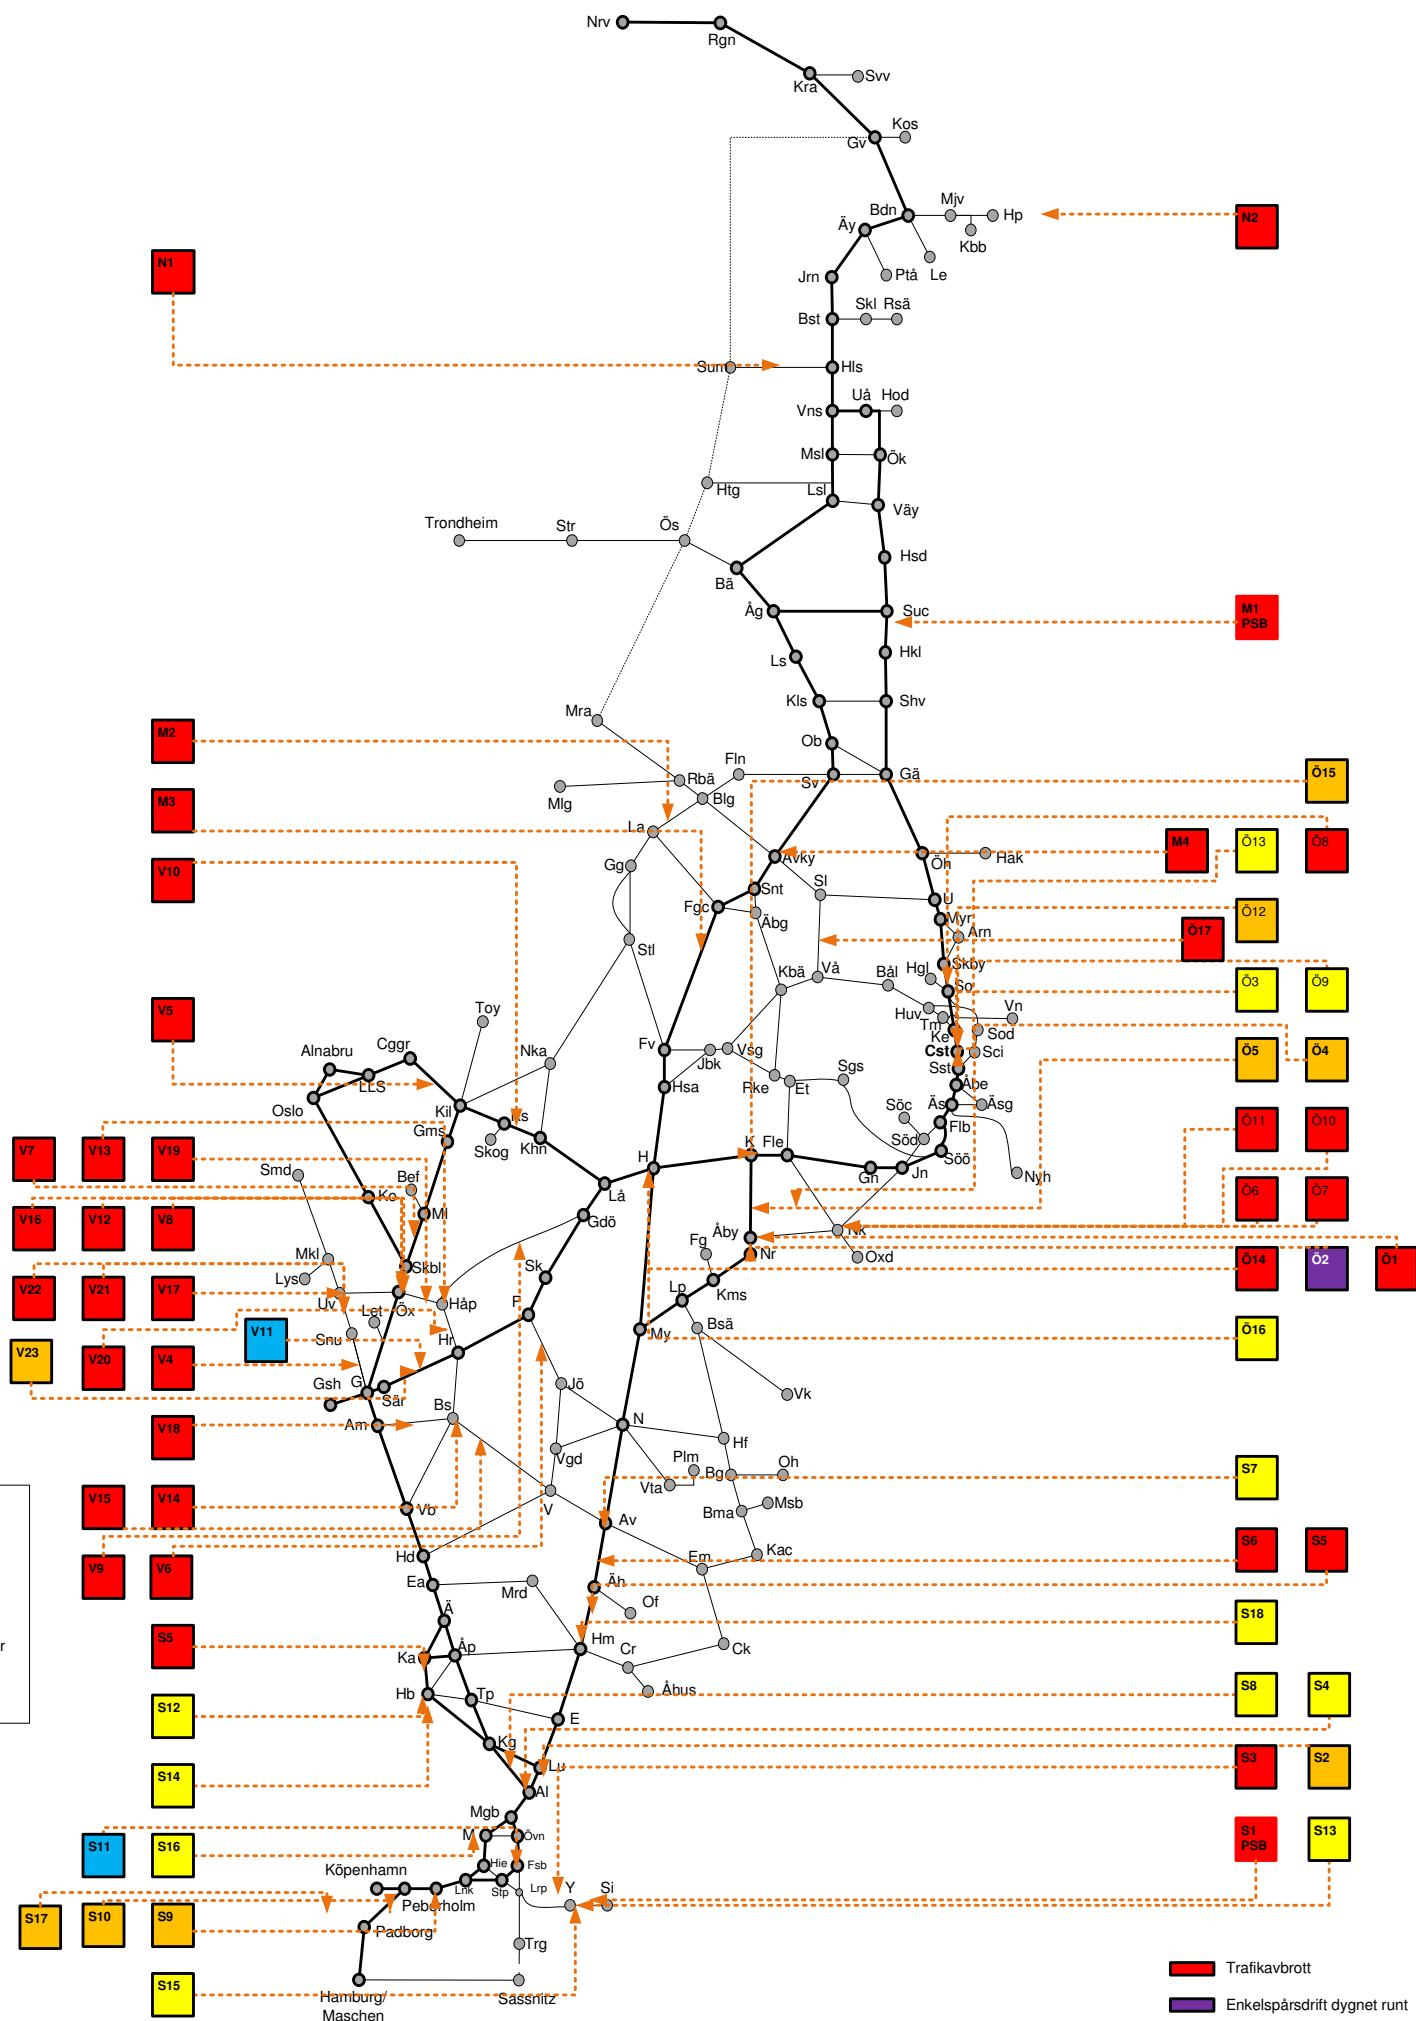 Nrv
Rgn
Kra
Svv
Kos
Gv
Bdn
Mjv
Hp
Kbb
Äy
Ptå
Le
N2
N1
Jrn
Bst
Skl
Rsä
Sum
Hls
Uå
Hod
Vns
Msl
Ök
Htg
Lsl
Väy
Trondheim
Str
Ös
Hsd
Bä
Åg
Suc
M1
PSB
Hkl
Ls
Kls
Shv
Mra
Ob
M2
Fln
Rbä
Sv
Gä
Ö15
Mlg
Blg
M3
La
M4
Ö13
Ö8
V10
Gg
Avky
Öh
Hak
Snt
Sl
U
Fgc
Äbg
Myr
Ö12
Arn
Ö17
Stl
Skby
Kbä
Vå
Bål
Hgl
So
Ö3
Ö9
V5
Toy
Huv
Tm
Vn
Ke
Sod
Cggr
Alnabru
LLS
Nka
Fv
Jbk
Vsg
Cst
Sci
Ö5
Ö4
Sst
Hsa
Rke
Et
Sgs
Åbe
Oslo
Kil
Ks
Söc
Äs
Äsg
Gms
Skog
Khn
Flb
Ö11
Ö10
V7
V13
V19
H
K
Fle
Söd
Söö
Smd
Bef
Lå
Gn
Jn
Nyh
Ko
Ö6
Ö7
V16
V12
V8
Ml
Gdö
Åby
Nk
Fg
Nr
Oxd
Mkl
Skbl
Sk
Ö14
Ö2
Ö1
Lys
Kms
V22
V21
V17
Uv
Öx
Håp
Lp
Let
F
V11
Snu
Hr
My
Bsä
Ö16
V23
V20
V4
Gsh
G
Sär
Jö
Vk
Am
Bs
N
V18
Hf
Vgd
Plm
Bg
Oh
S7
V15
V14
Vta
Vb
V
Av
Bma
Msb
V9
V6
Hd
Em
Kac
S6
S5
Ea
Mrd
Äh
Of
S18
Ä
S5
r
Åp
Hm
Cr
Ck
Ka
Hb
Tp
Åhus
S8
S4
S12
E
Kg
Lu
S3
S2
S14
Al
Mgb
S1
PSB
S13
S11
S16
M
Övn
Hie
Fsb
Köpenhamn
Lnk
Stp
Lrp
Y
Si
Peberholm
S17
S10
S9
Padborg
Trg
S15
Hamburg/
Maschen
Sassnitz
Trafikavbrott
Enkelspårsdrift dygnet runt